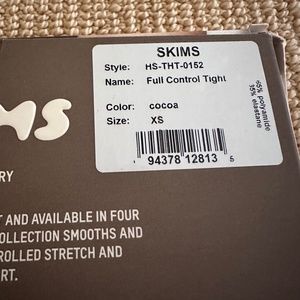 SKIMS
Style: HS-THT-0152
Name: Full Control Tight
Color: cocoa
Size: XS
94378 12813 5
65% polyamide
35% elastane
MS
RY
T AND AVAILABLE IN FOUR
OLLECTION SMOOTHS AND
ROLLED STRETCH AND
RT.